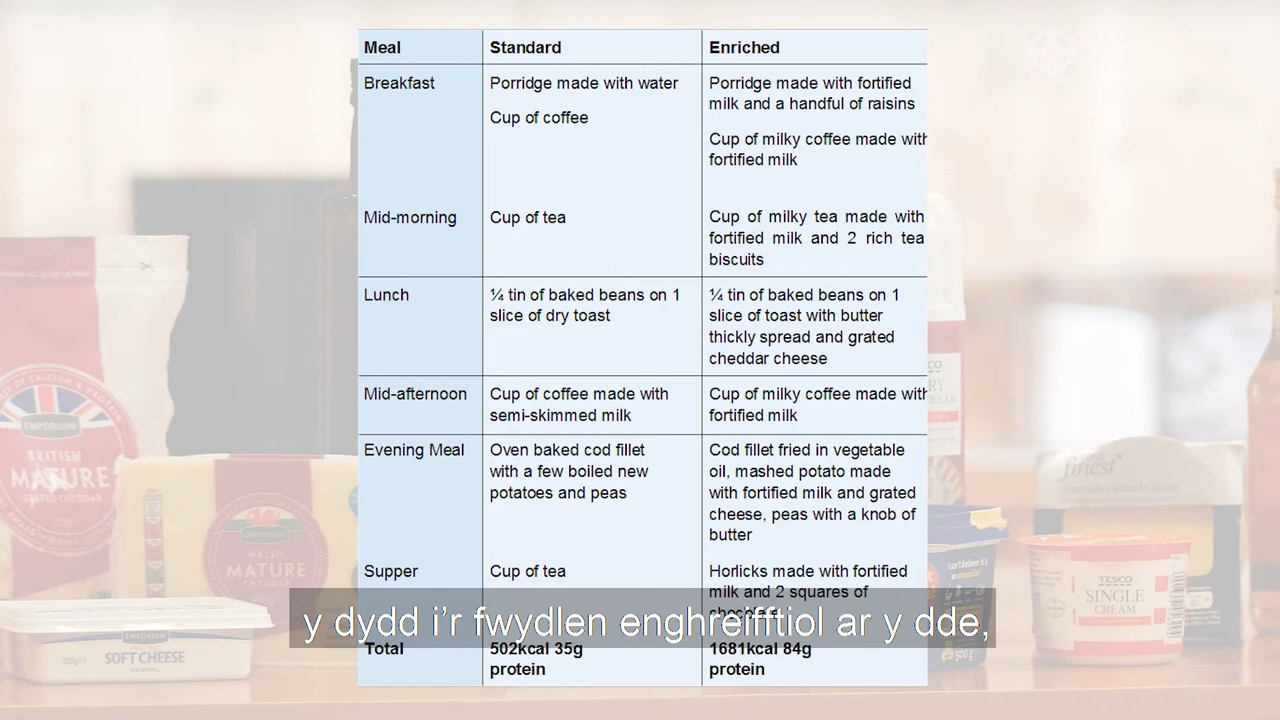 Meal Standard Enriched
Breakfast Porridge made with water Porridge made with fortified
milk and a handful of raisins
Cup of coffee
Cup of milky coffee made with
fortified milk
Mid-morning Cup of tea Cup of milky tea made with
fortified milk and 2 rich tea
biscuits
Lunch ¼ tin of baked beans on 1 ¼ tin of baked beans on 1
slice of dry toast slice of toast with butter
thickly spread and grated
cheddar cheese
Mid-afternoon Cup of coffee made with Cup of milky coffee made with
semi-skimmed milk fortified milk
Evening Meal Oven baked cod fillet Cod fillet fried in vegetable
with a few boiled new oil, mashed potato made
potatoes and peas with fortified milk and grated
cheese, peas with a knob of
butter
Supper Cup of tea Horlicks made with fortified
milk and 2 squares of
y dydd i’r fwydlen enghreifftiol ar y dde,
Total 502kcal 35g 1681kcal 84g
protein protein
EMPORIUM
BRITISH
MATURE
GRATED CHEDDAR
EMPORIUM
WELSH
MATURE
CHEDDAR
EMPORIUM
SOFT CHEESE
ORIGINAL
finest
TESCO
SINGLE
CREAM